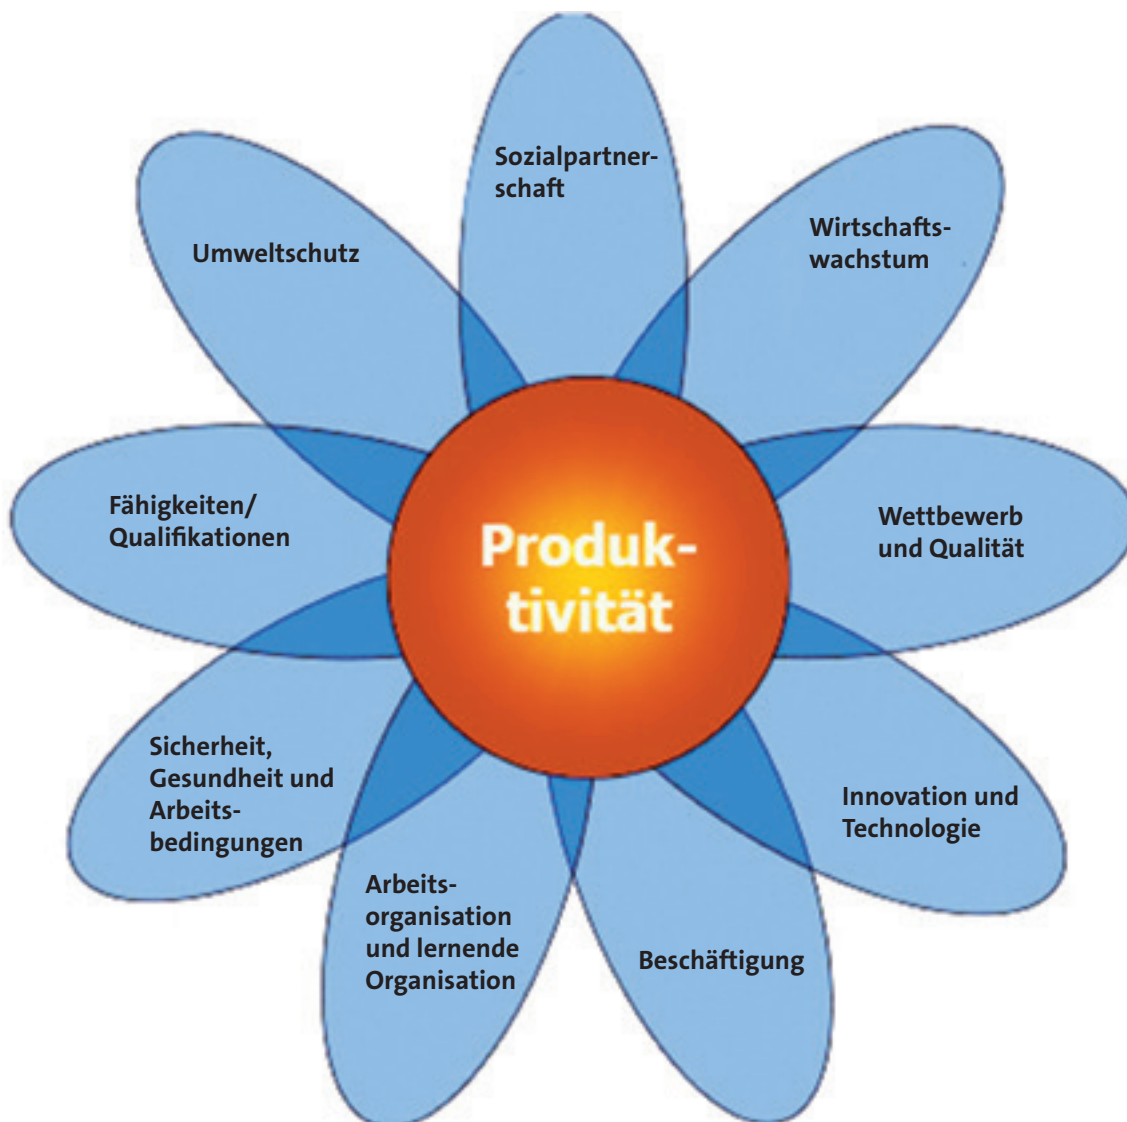 Sozialpartner-
schaft
Wirtschafts-
wachstum
Umweltschutz
Fähigkeiten/
Qualifikationen
Wettbewerb
und Qualität
Produk-
tivität
Sicherheit,
Gesundheit und
Arbeits-
bedingungen
Innovation und
Technologie
Arbeits-
organisation
und lernende
Organisation
Beschäftigung